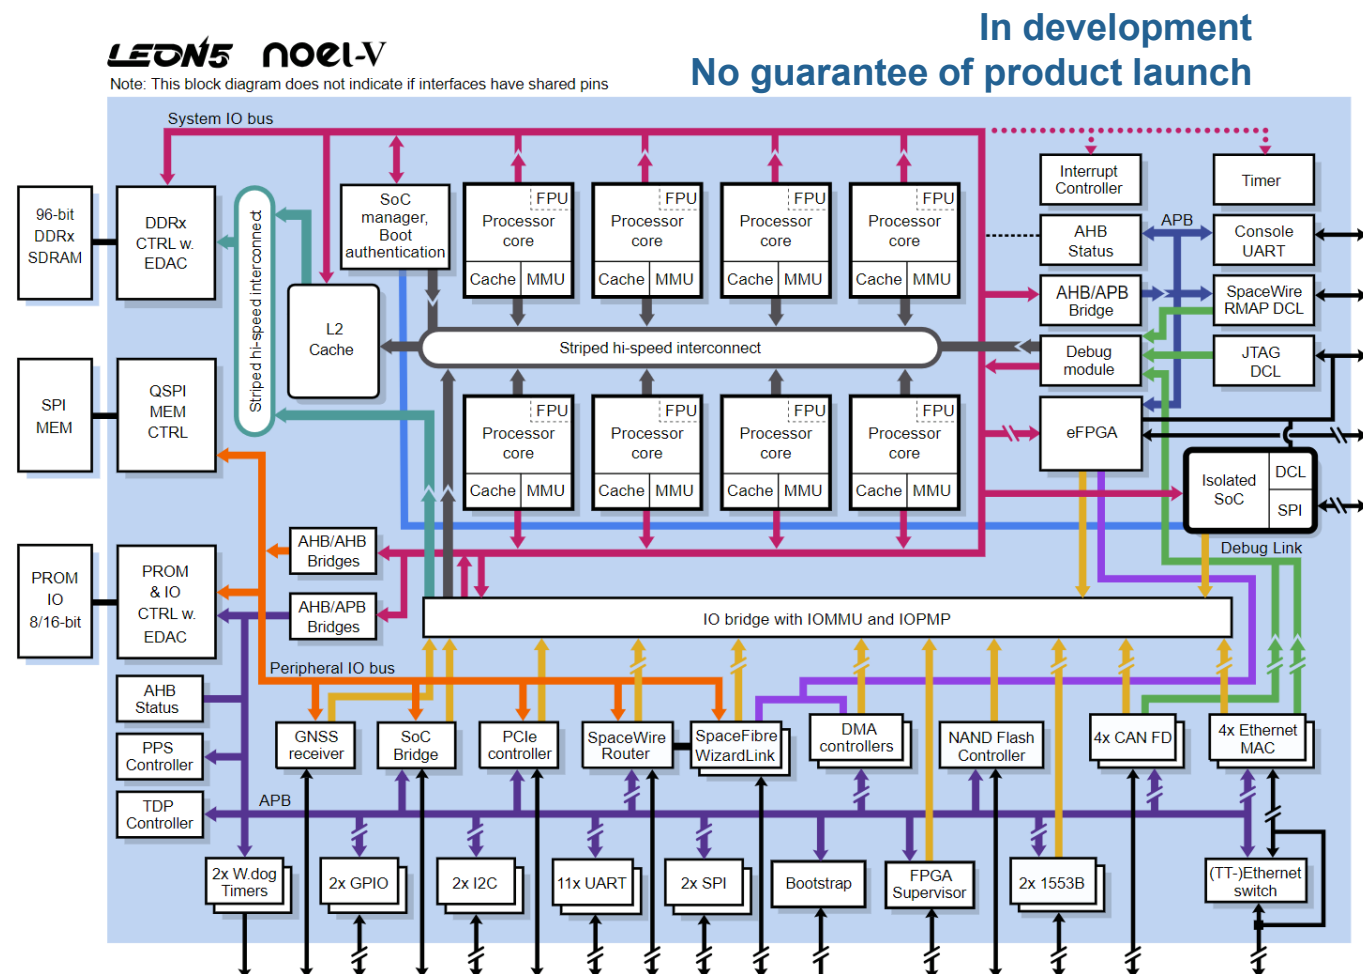 In development
No guarantee of product launch
LEON5 NOEL-V
Note: This block diagram does not indicate if interfaces have shared pins
System IO bus
96-bit
DDRx
SDRAM
DDRx
CTRL w.
EDAC
Striped hi-speed interconnect
SoC
manager,
Boot
authentication
L2
Cache
FPU
Processor
core
Cache
MMU
FPU
Processor
core
Cache
MMU
FPU
Processor
core
Cache
MMU
FPU
Processor
core
Cache
MMU
Interrupt
Controller
Timer
AHB
Status
APB
Console
UART
AHB/APB
Bridge
SpaceWire
RMAP DCL
Striped hi-speed interconnect
Debug
module
JTAG
DCL
SPI
MEM
QSPI
MEM
CTRL
FPU
Processor
core
Cache
MMU
FPU
Processor
core
Cache
MMU
FPU
Processor
core
Cache
MMU
FPU
Processor
core
Cache
MMU
eFPGA
Isolated
SoC
DCL
SPI
Debug Link
PROM
IO
8/16-bit
PROM
& IO
CTRL w.
EDAC
AHB/AHB
Bridges
AHB/APB
Bridges
IO bridge with IOMMU and IOPMP
Peripheral IO bus
AHB
Status
PPS
Controller
TDP
Controller
GNSS
receiver
SoC
Bridge
PCIe
controller
SpaceWire
Router
SpaceFibre
WizardLink
DMA
controllers
NAND Flash
Controller
4x CAN FD
4x Ethernet
MAC
APB
2x W.dog
Timers
2x GPIO
2x I2C
11x UART
2x SPI
Bootstrap
FPGA
Supervisor
2x 1553B
(TT-)Ethernet
switch